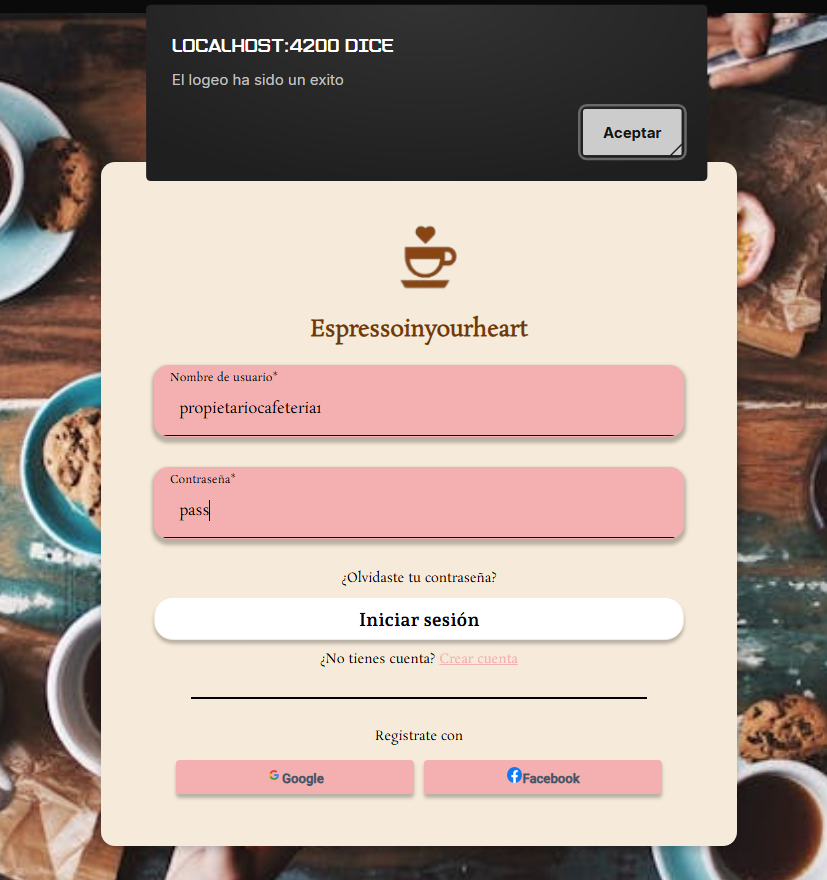 LOCALHOST:4200 DICE
El logeo ha sido un exito
Aceptar
Espressoinyourheart
Nombre de usuario*
propietariocafeteria1
Contraseña*
pass
¿Olvidaste tu contraseña?
Iniciar sesión
¿No tienes cuenta? Crear cuenta
Registrate con
Google
Facebook